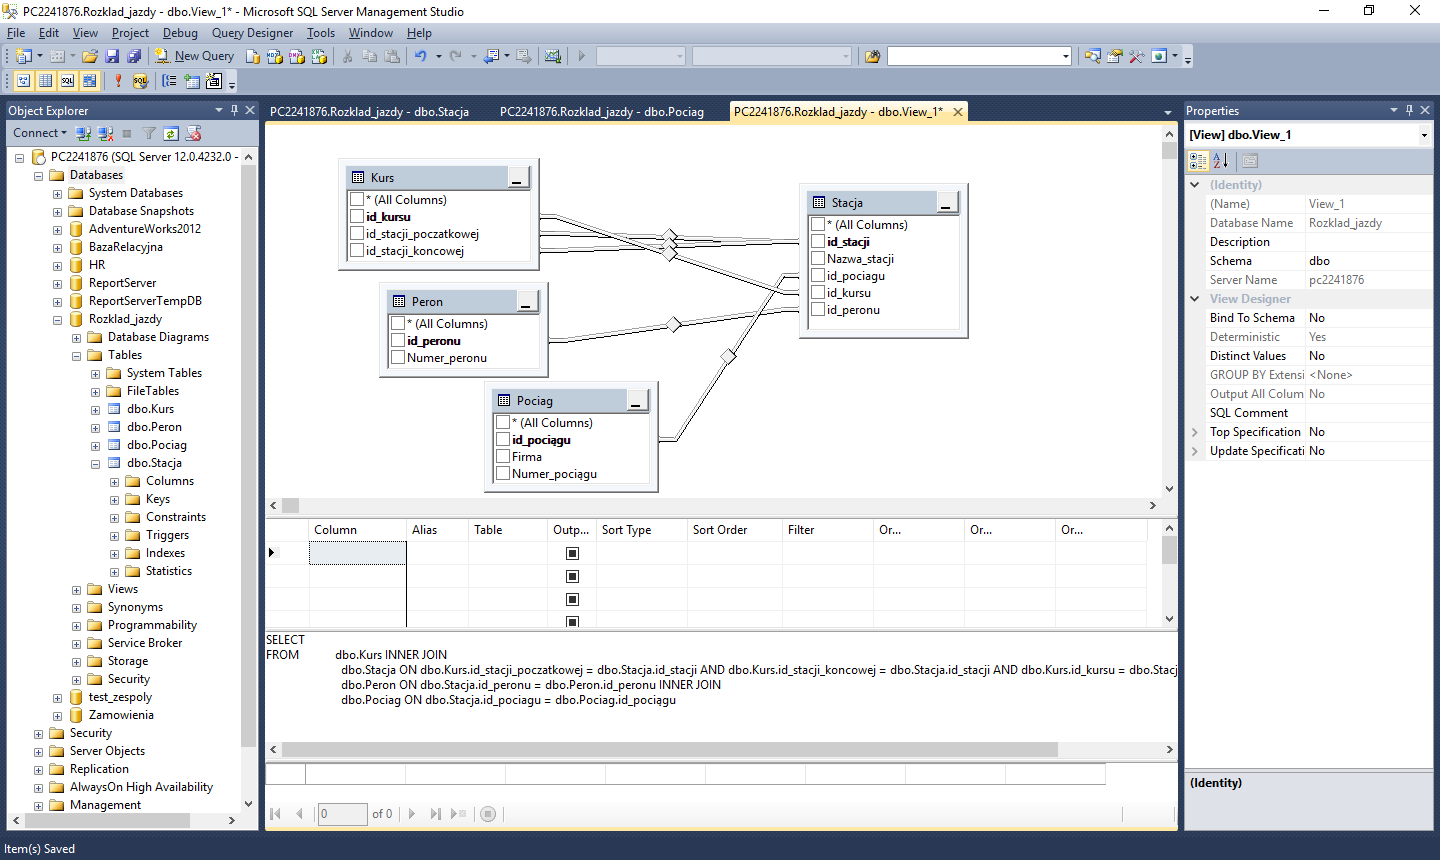 PC2241876.Rozklad_jazdy - dbo.View_1* - Microsoft SQL Server Management Studio
File Edit View Project Debug Query Designer Tools Window Help
New Query
Object Explorer
Connect
PC2241876 (SQL Server 12.0.4232.0 -
Databases
System Databases
Database Snapshots
AdventureWorks2012
BazaRelacyjna
HR
ReportServer
ReportServerTempDB
Rozklad_jazdy
Database Diagrams
Tables
System Tables
FileTables
dbo.Kurs
dbo.Peron
dbo.Pociag
dbo.Stacja
Columns
Keys
Constraints
Triggers
Indexes
Statistics
Views
Synonyms
Programmability
Service Broker
Storage
Security
test_zespoly
Zamowienia
Security
Server Objects
Replication
AlwaysOn High Availability
Management
PC2241876.Rozklad_jazdy - dbo.Stacja PC2241876.Rozklad_jazdy - dbo.Pociag PC2241876.Rozklad_jazdy - dbo.View_1*
Kurs
* (All Columns)
id_kursu
id_stacji_poczatkowej
id_stacji_koncowej
Stacja
* (All Columns)
id_stacji
Nazwa_stacji
id_pociagu
id_kursu
id_peronu
Peron
* (All Columns)
id_peronu
Numer_peronu
Pociag
* (All Columns)
id_pociągu
Firma
Numer_pociągu
Column Alias Table Outp... Sort Type Sort Order Filter Or... Or... Or...
SELECT
FROM dbo.Kurs INNER JOIN
dbo.Stacja ON dbo.Kurs.id_stacji_poczatkowej = dbo.Stacja.id_stacji AND dbo.Kurs.id_stacji_koncowej = dbo.Stacja.id_stacji AND dbo.Kurs.id_kursu = dbo.Stacj
dbo.Peron ON dbo.Stacja.id_peronu = dbo.Peron.id_peronu INNER JOIN
dbo.Pociag ON dbo.Stacja.id_pociagu = dbo.Pociag.id_pociągu
0 of 0
Properties
[View] dbo.View_1
(Identity)
(Name) View_1
Database Name Rozklad_jazdy
Description
Schema dbo
Server Name pc2241876
View Designer
Bind To Schema No
Deterministic Yes
Distinct Values No
GROUP BY Extensi <None>
Output All Colum No
SQL Comment
Top Specification No
Update Specificati No
(Identity)
Item(s) Saved